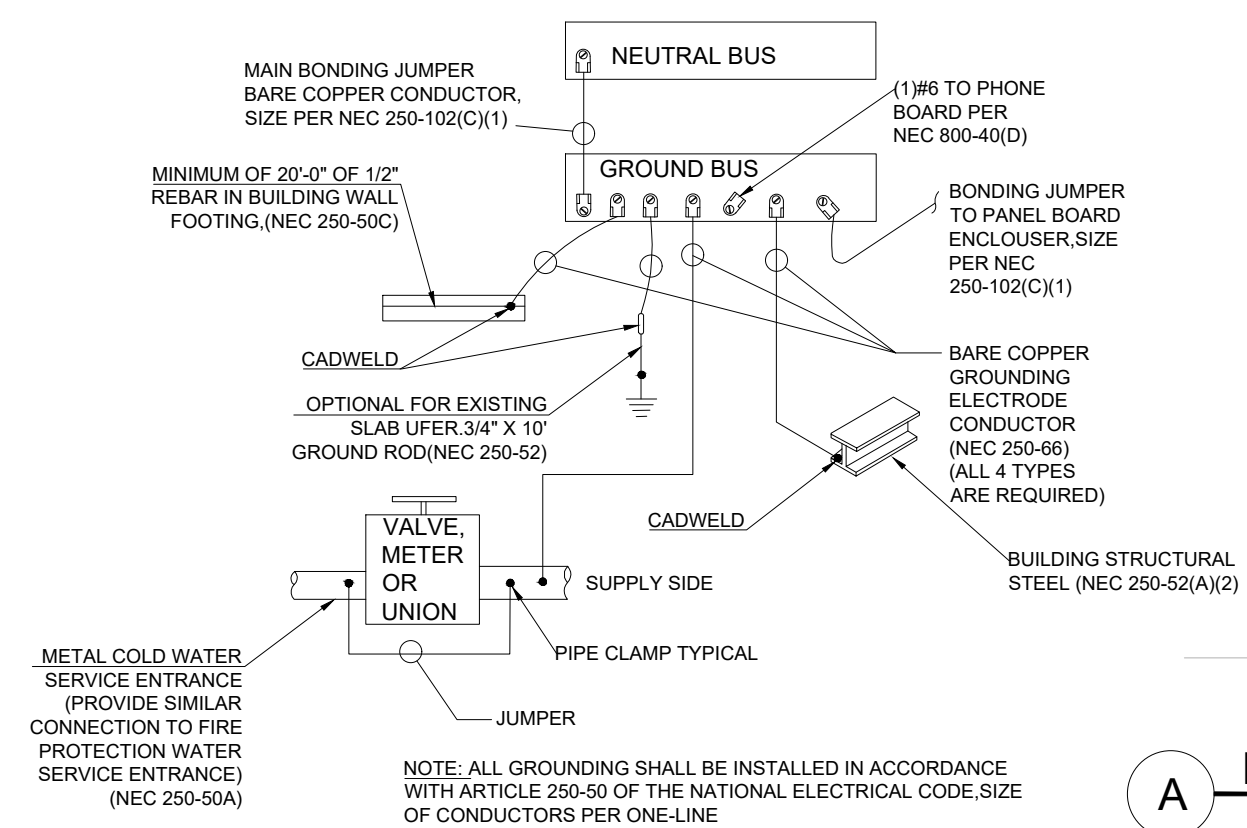 NEUTRAL BUS
MAIN BONDING JUMPER
BARE COPPER CONDUCTOR,
SIZE PER NEC 250-102(C)(1)
(1)#6 TO PHONE
BOARD PER
NEC 800-40(D)
GROUND BUS
MINIMUM OF 20'-0" OF 1/2"
REBAR IN BUILDING WALL
FOOTING,(NEC 250-50C)
BONDING JUMPER
TO PANEL BOARD
ENCLOUSER,SIZE
PER NEC
250-102(C)(1)
CADWELD
OPTIONAL FOR EXISTING
SLAB UFER.3/4" X 10'
GROUND ROD(NEC 250-52)
BARE COPPER
GROUNDING
ELECTRODE
CONDUCTOR
(NEC 250-66)
(ALL 4 TYPES
ARE REQUIRED)
CADWELD
BUILDING STRUCTURAL
STEEL (NEC 250-52(A)(2)
VALVE,
METER
OR
UNION
SUPPLY SIDE
PIPE CLAMP TYPICAL
METAL COLD WATER
SERVICE ENTRANCE
(PROVIDE SIMILAR
CONNECTION TO FIRE
PROTECTION WATER
SERVICE ENTRANCE)
(NEC 250-50A)
JUMPER
NOTE: ALL GROUNDING SHALL BE INSTALLED IN ACCORDANCE
WITH ARTICLE 250-50 OF THE NATIONAL ELECTRICAL CODE,SIZE
OF CONDUCTORS PER ONE-LINE
A